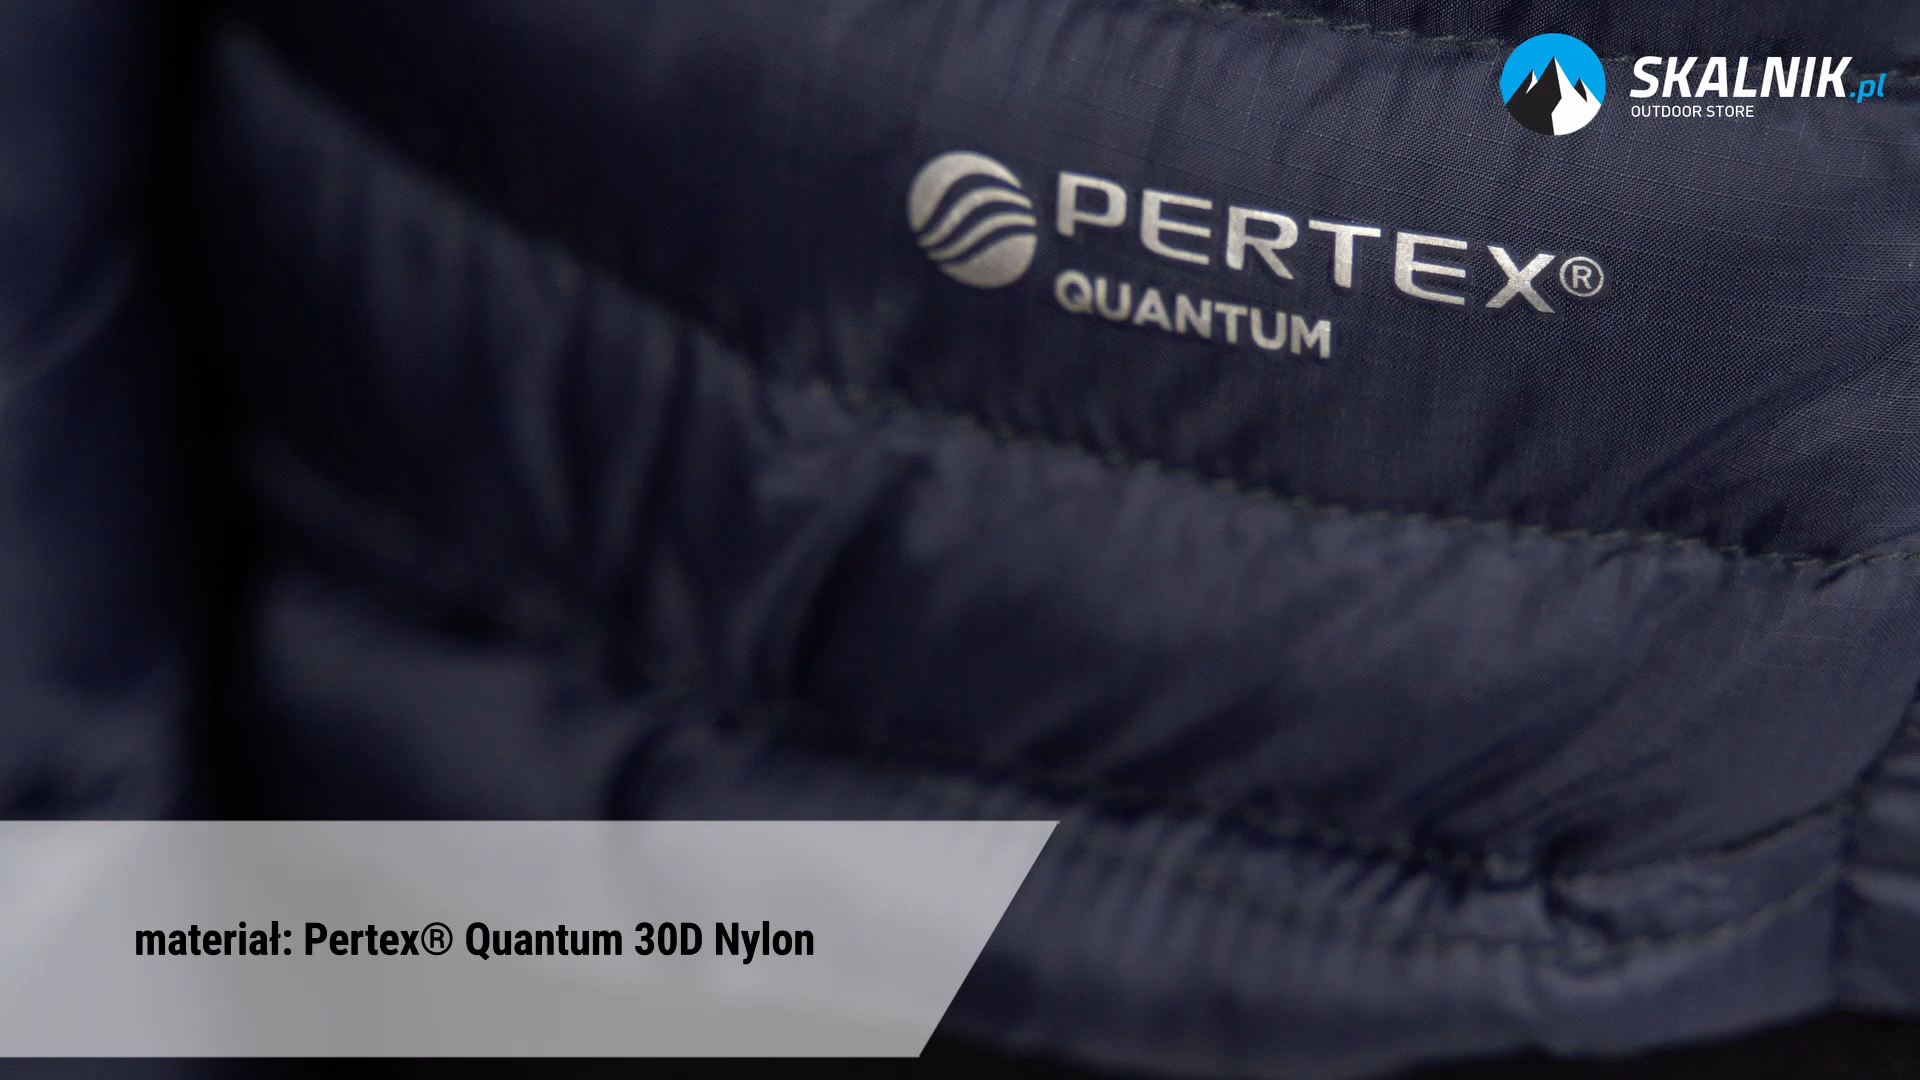 SKALNIK.pl
OUTDOOR STORE
PERTEX®
QUANTUM
materiał: Pertex® Quantum 30D Nylon